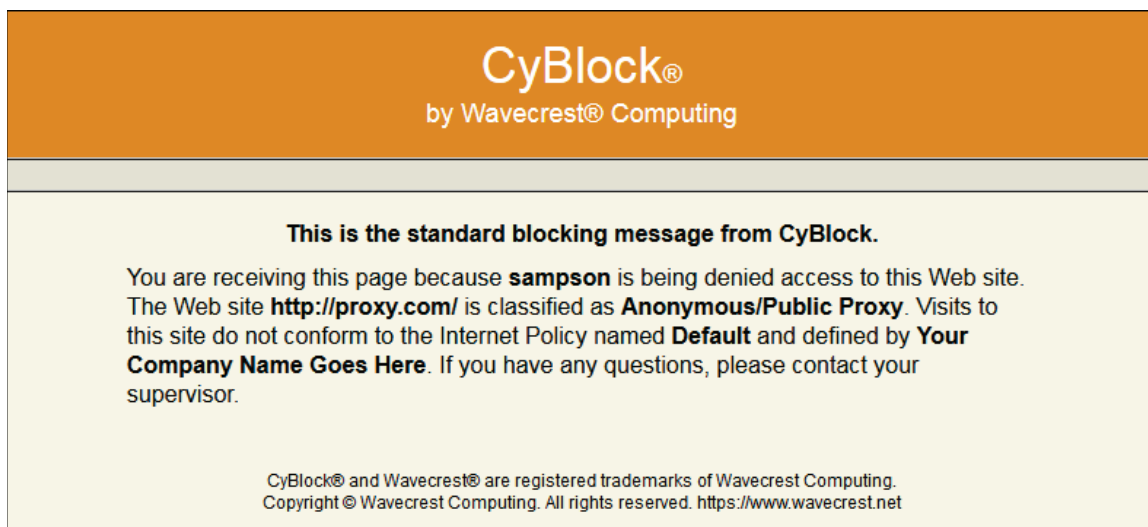 CyBlock®
by Wavecrest® Computing
This is the standard blocking message from CyBlock.
You are receiving this page because sampson is being denied access to this Web site.
The Web site http://proxy.com/ is classified as Anonymous/Public Proxy. Visits to
this site do not conform to the Internet Policy named Default and defined by Your
Company Name Goes Here. If you have any questions, please contact your
supervisor.
CyBlock® and Wavecrest® are registered trademarks of Wavecrest Computing.
Copyright © Wavecrest Computing. All rights reserved. https://www.wavecrest.net